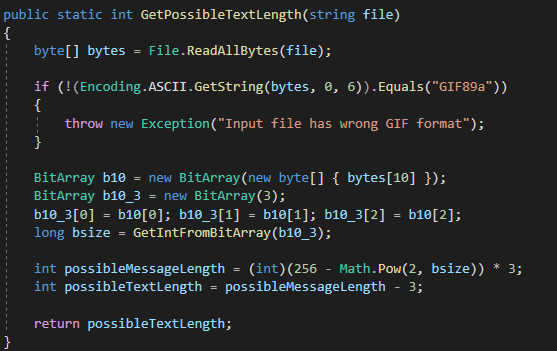 public static int GetPossibleTextLength(string file)
{
    byte[] bytes = File.ReadAllBytes(file);

    if (!(Encoding.ASCII.GetString(bytes, 0, 6)).Equals("GIF89a"))
    {
        throw new Exception("Input file has wrong GIF format");
    }

    BitArray b10 = new BitArray(new byte[] { bytes[10] });
    BitArray b10_3 = new BitArray(3);
    b10_3[0] = b10[0]; b10_3[1] = b10[1]; b10_3[2] = b10[2];
    long bsize = GetIntFromBitArray(b10_3);

    int possibleMessageLength = (int)(256 - Math.Pow(2, bsize)) * 3;
    int possibleTextLength = possibleMessageLength - 3;

    return possibleTextLength;
}